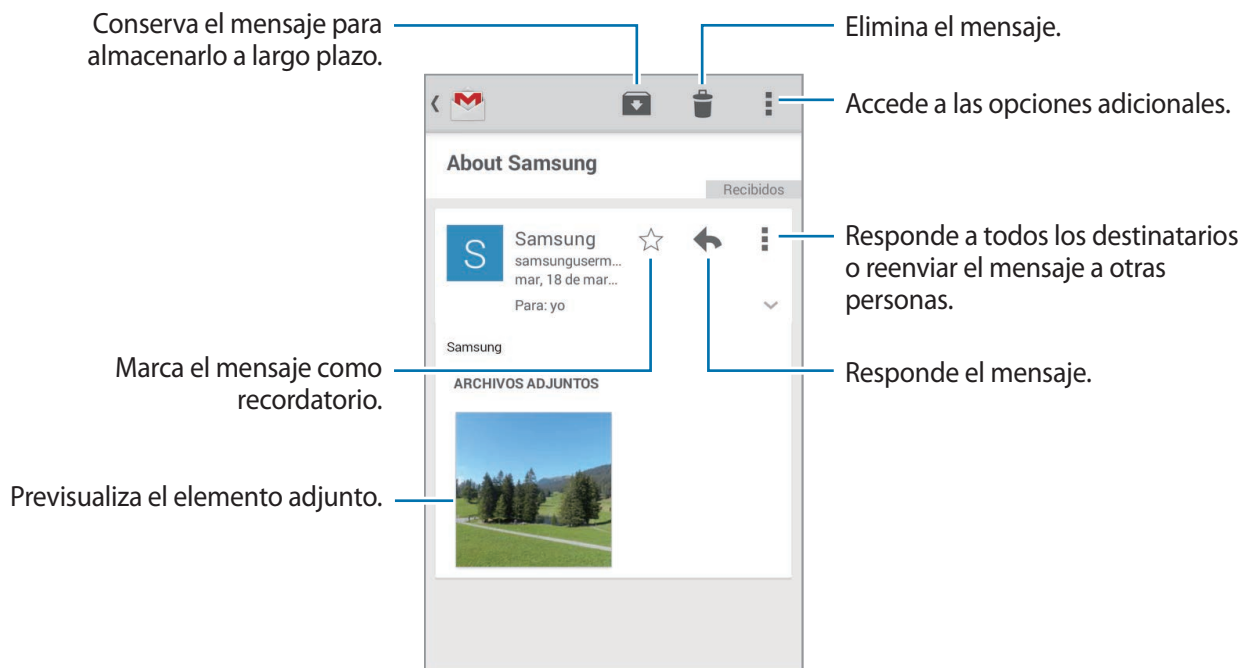 Conserva el mensaje para
almacenarlo a largo plazo.
Elimina el mensaje.
Accede a las opciones adicionales.
About Samsung
Recibidos
S
Samsung
samsunguserm...
mar, 18 de mar...
Para: yo
Responde a todos los destinatarios
o reenviar el mensaje a otras
personas.
Samsung
Marca el mensaje como
recordatorio.
Responde el mensaje.
ARCHIVOS ADJUNTOS
Previsualiza el elemento adjunto.